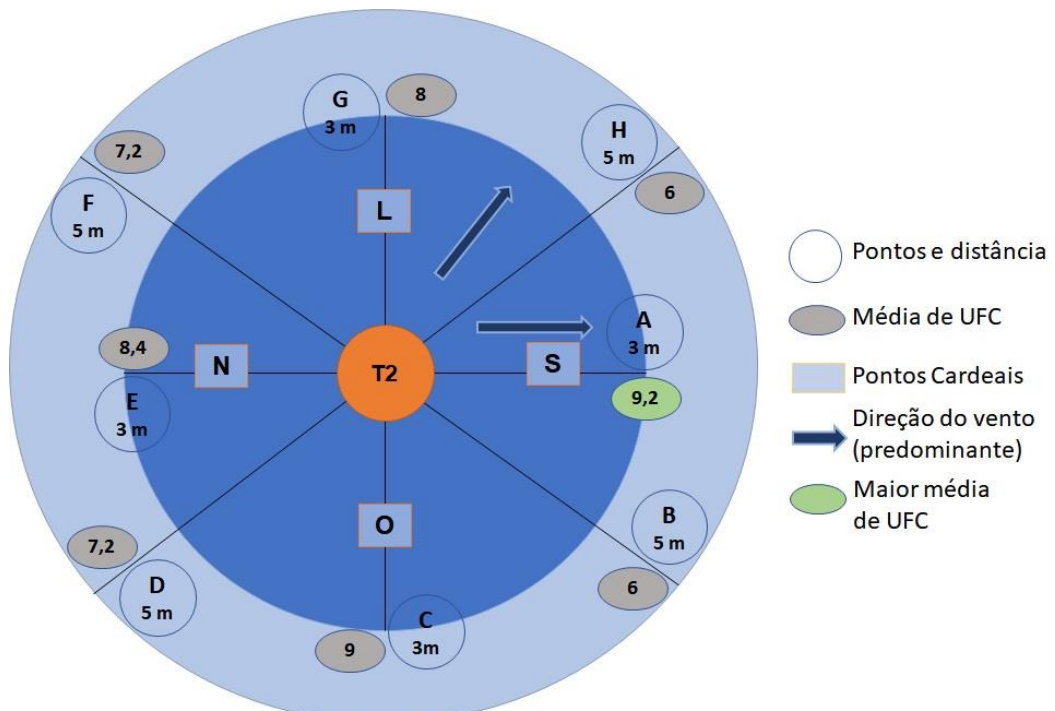 G
3 m
8
H
5 m
7,2
F
5 m
6
L
A
3 m
8,4
N
T2
S
9,2
E
3 m
O
B
5 m
7,2
D
5 m
6
C
3m
9
Pontos e distância
Média de UFC
Pontos Cardeais
Direção do vento
(predominante)
Maior média
de UFC